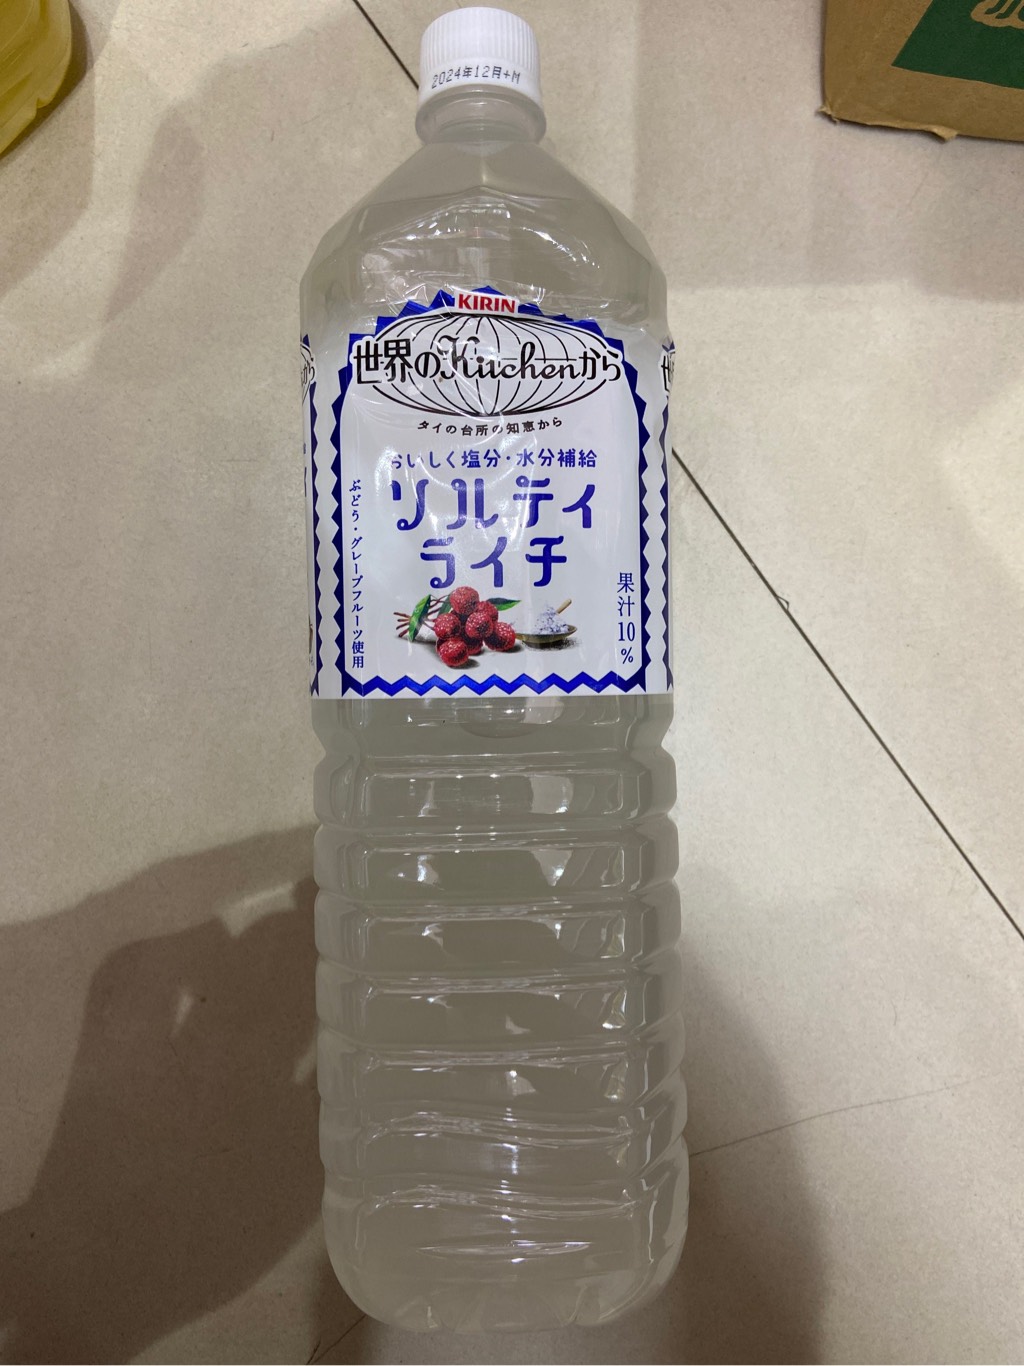 2024年12月+M
KIRIN
世界のKitchenから
タイの台所の知恵から
おいしく塩分・水分補給
ソルティ
ライチ
ぶどう・グレープフルーツ使用
果汁10%